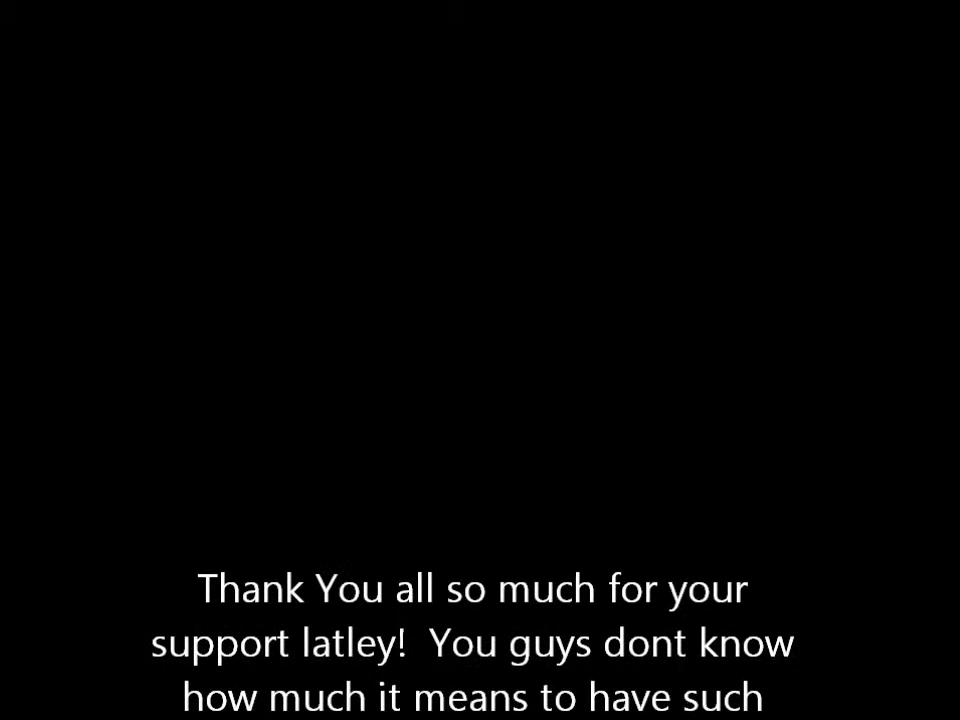 Thank You all so much for your
support latley!  You guys dont know
how much it means to have such